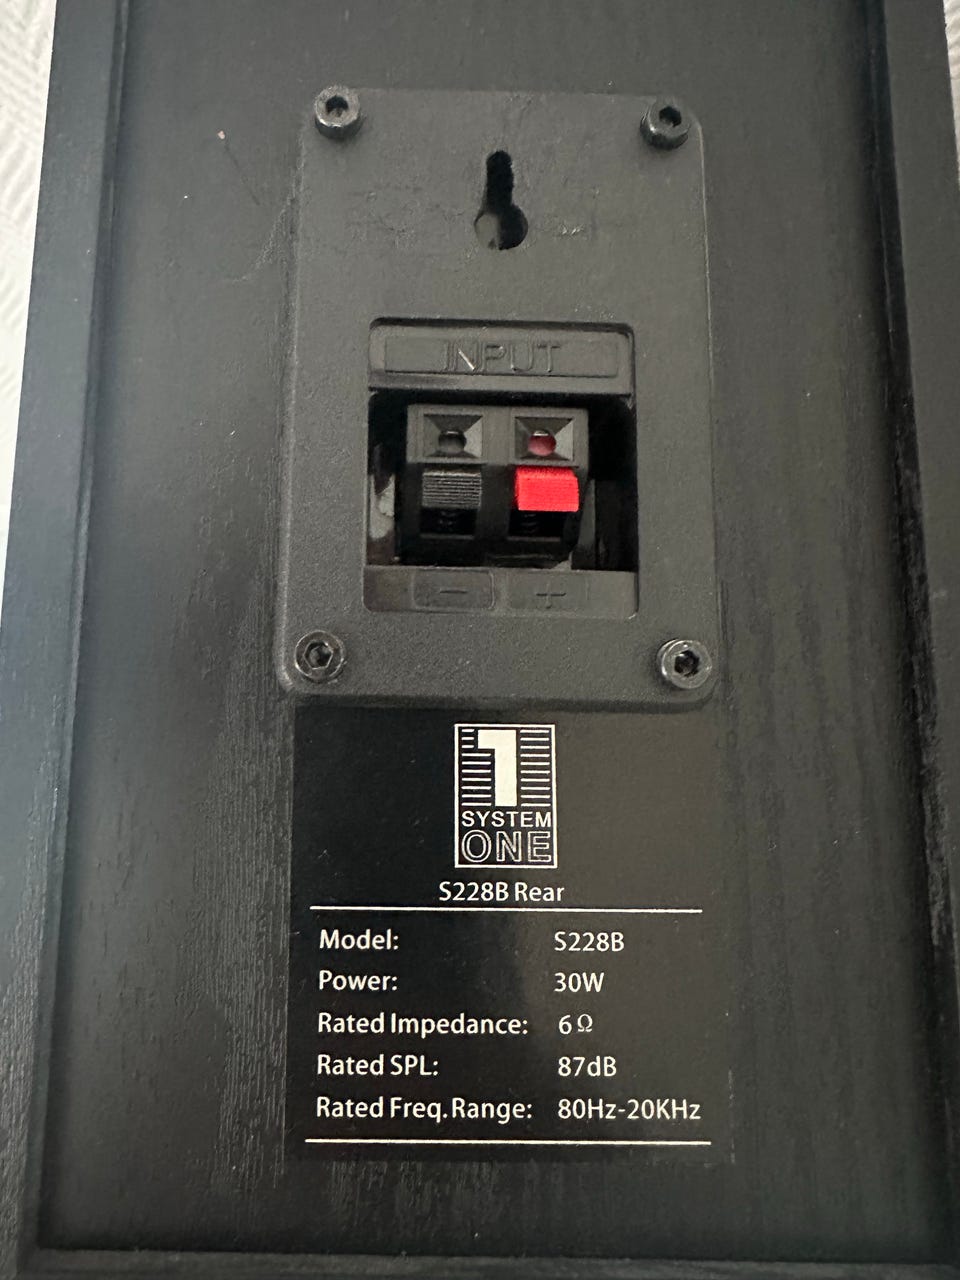 INPUT
- +
1
SYSTEM
ONE
S228B Rear
Model: S228B
Power: 30W
Rated Impedance: 6Ω
Rated SPL: 87dB
Rated Freq. Range: 80Hz-20KHz